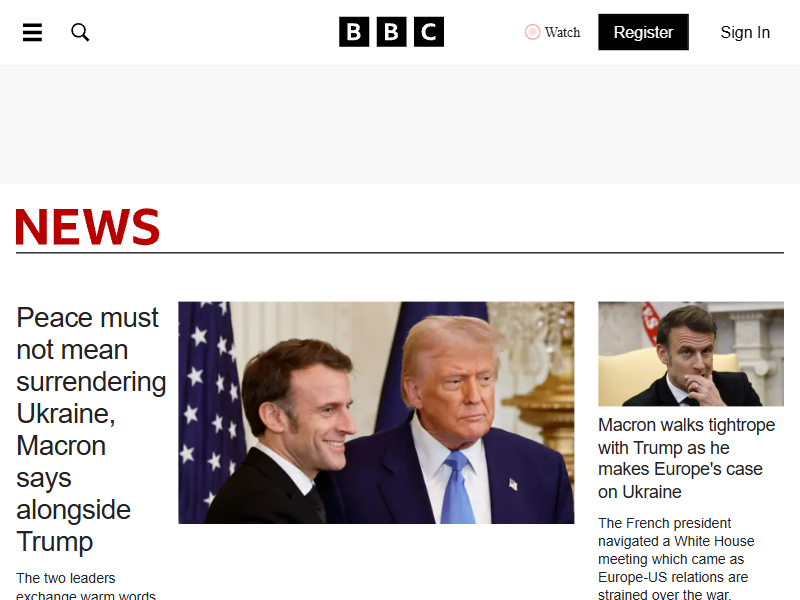 BBC
Watch
Register
Sign In
NEWS
Peace must
not mean
surrendering
Ukraine,
Macron
says
alongside
Trump
The two leaders
exchange warm words
Macron walks tightrope
with Trump as he
makes Europe's case
on Ukraine
The French president
navigated a White House
meeting which came as
Europe-US relations are
strained over the war.